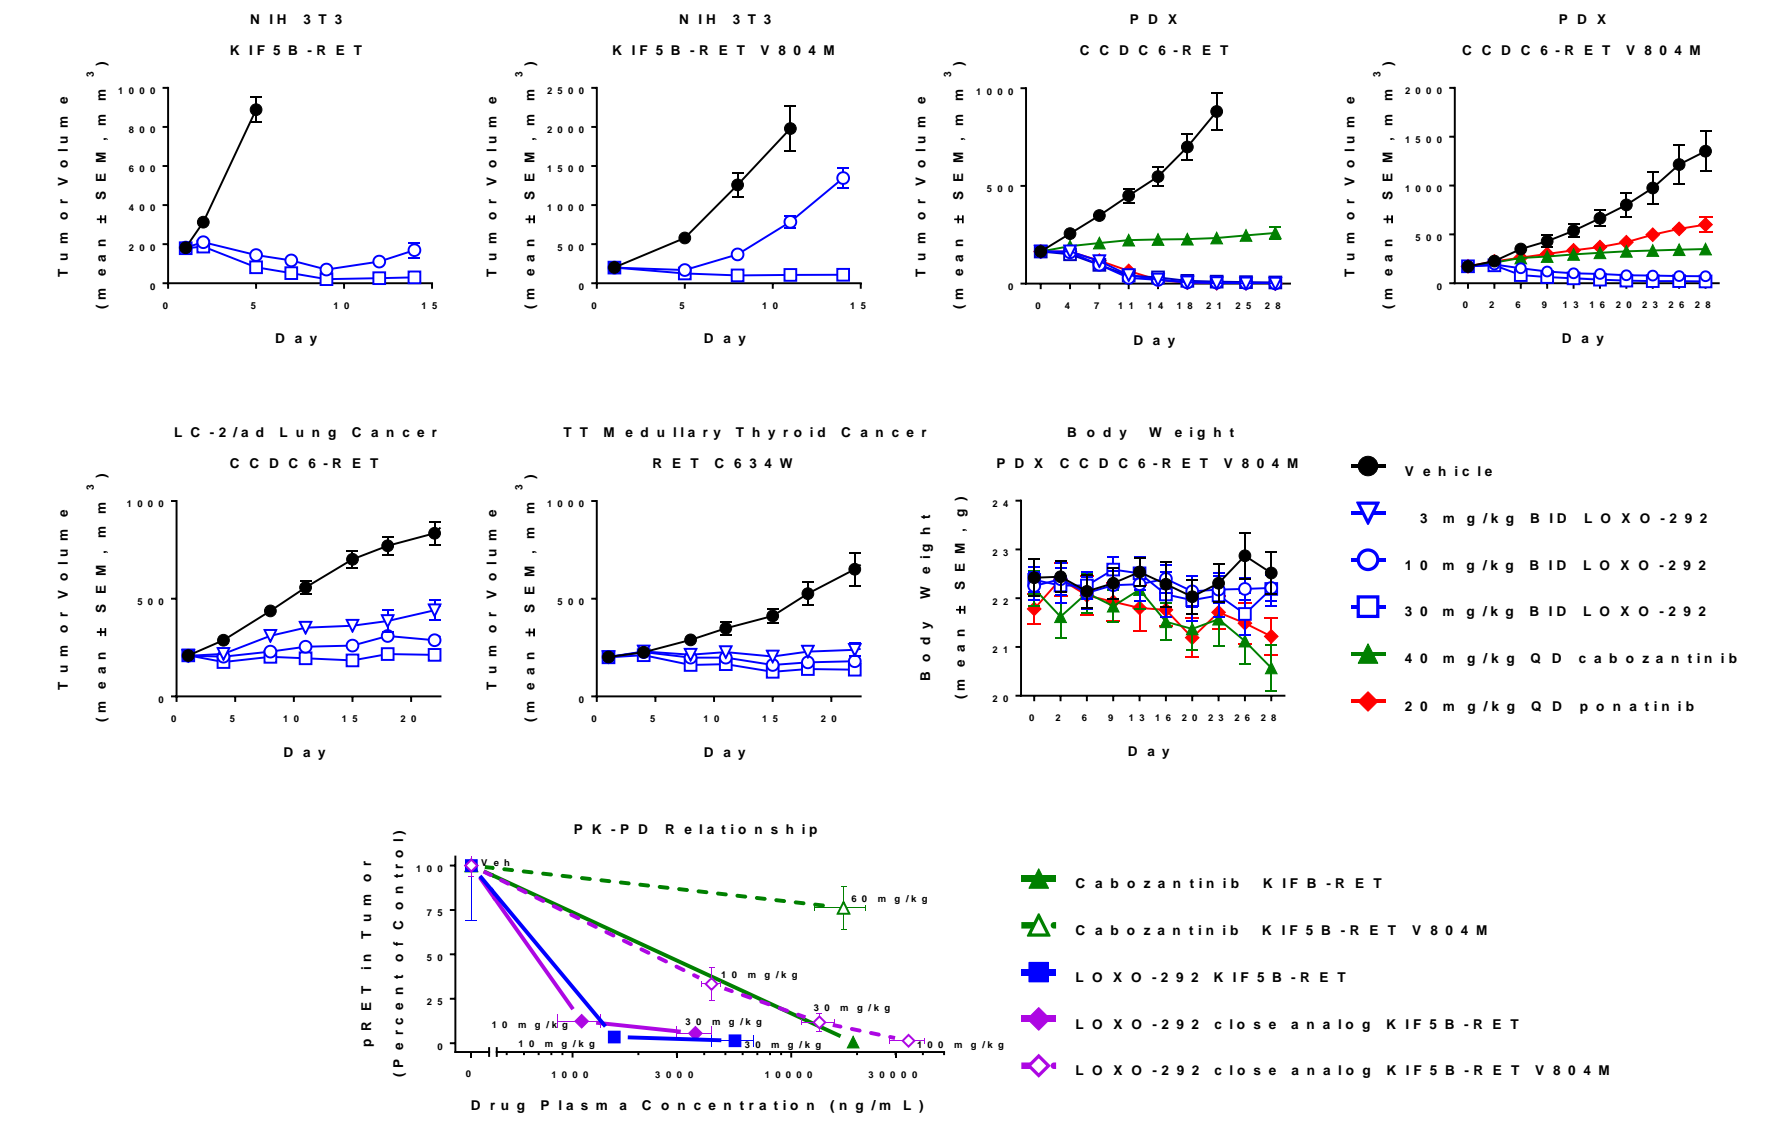 NIH 3T3
KIF5B-RET
Tumor Volume
(mean ± SEM, mm3)
1000
800
600
400
200
0
0 5 10 15
Day
NIH 3T3
KIF5B-RET V804M
Tumor Volume
(mean ± SEM, mm3)
2500
2000
1500
1000
500
0
0 5 10 15
Day
PDX
CCDC6-RET
Tumor Volume
(mean ± SEM, mm3)
1000
500
0
0 4 7 11 14 18 21 25 28
Day
PDX
CCDC6-RET V804M
Tumor Volume
(mean ± SEM, mm3)
2000
1500
1000
500
0
0 2 6 9 13 16 20 23 26 28
Day
LC-2/ad Lung Cancer
CCDC6-RET
Tumor Volume
(mean ± SEM, mm3)
1000
500
0
0 5 10 15 20
Day
TT Medullary Thyroid Cancer
RET C634W
Tumor Volume
(mean ± SEM, mm3)
1000
500
0
0 5 10 15 20
Day
Body Weight
PDX CCDC6-RET V804M
Body Weight
(mean ± SEM, g)
24
23
22
21
20
0 2 6 9 13 16 20 23 26 28
Day
Vehicle
3 mg/kg BID LOXO-292
10 mg/kg BID LOXO-292
30 mg/kg BID LOXO-292
40 mg/kg QD cabozantinib
20 mg/kg QD ponatinib
PK-PD Relationship
pRET in Tumor
(Percent of Control)
100
75
50
25
0
Veh
60 mg/kg
10 mg/kg
30 mg/kg
10 mg/kg
30 mg/kg
10 mg/kg
30 mg/kg
100 mg/kg
0 1000 3000 10000 30000
Drug Plasma Concentration (ng/mL)
Cabozantinib KIFB-RET
Cabozantinib KIF5B-RET V804M
LOXO-292 KIF5B-RET
LOXO-292 close analog KIF5B-RET
LOXO-292 close analog KIF5B-RET V804M